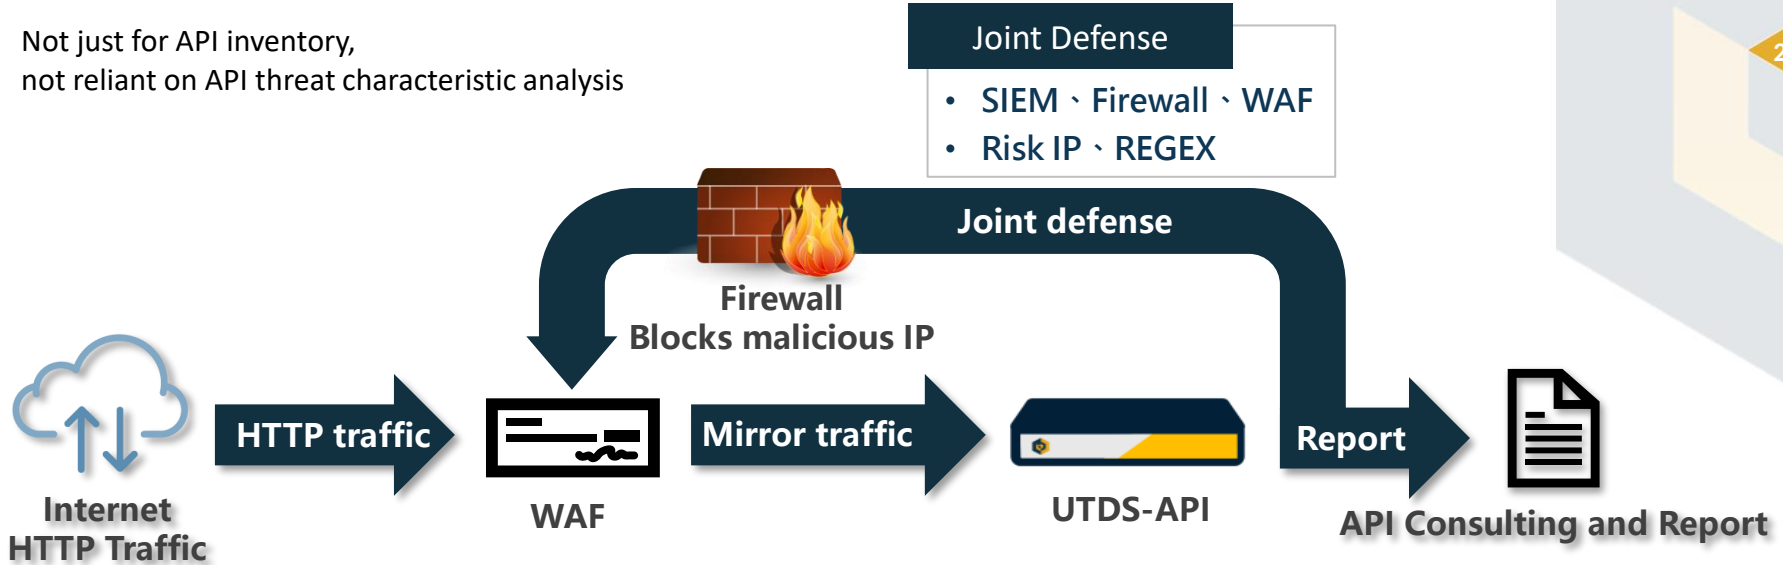 Not just for API inventory,
not reliant on API threat characteristic analysis
Joint Defense
• SIEM、Firewall、WAF
• Risk IP、REGEX
Joint defense
Firewall
Blocks malicious IP
HTTP traffic
Mirror traffic
Report
Internet
HTTP Traffic
WAF
UTDS-API
API Consulting and Report
2